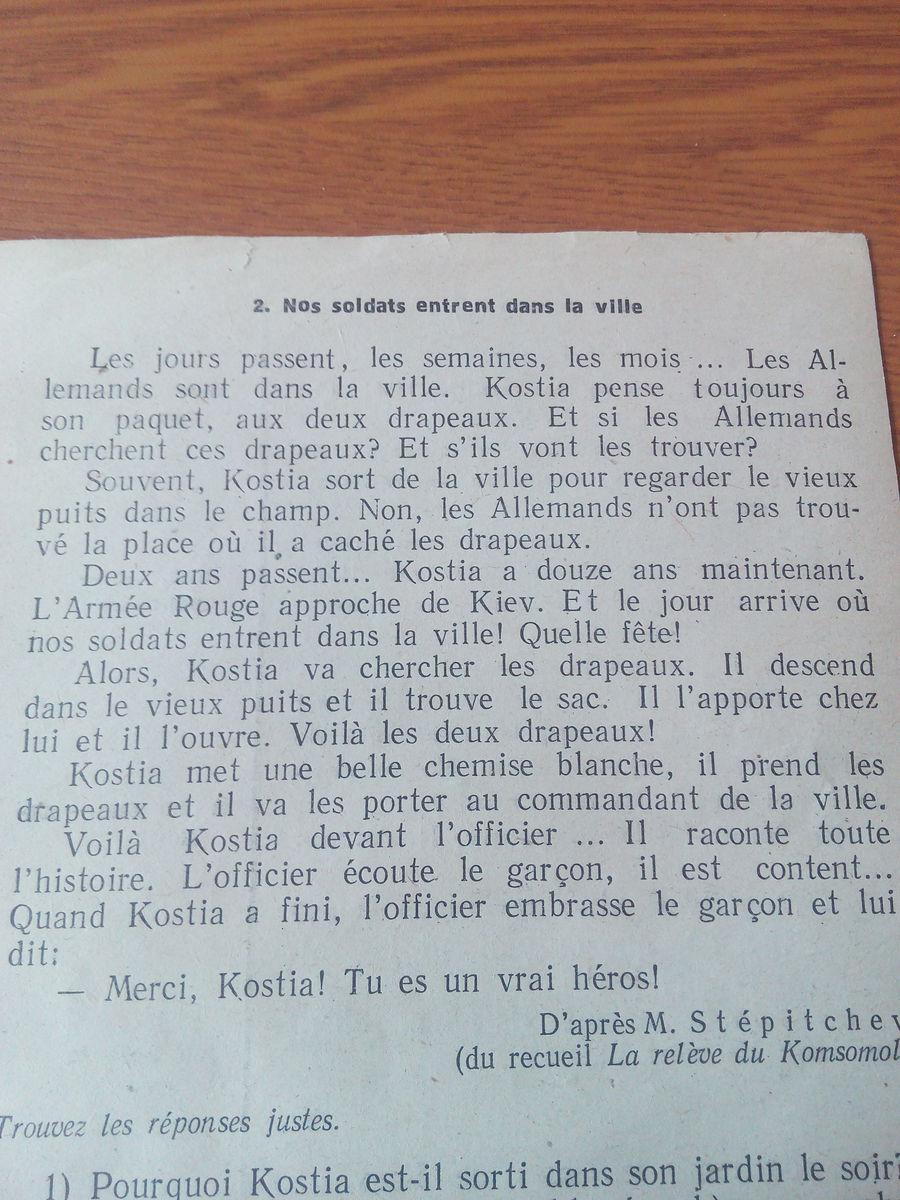 2. Nos soldats entrent dans la ville
Les jours passent, les semaines, les mois ... Les Al-
lemands sont dans la ville. Kostia pense toujours à
son paquet, aux deux drapeaux. Et si les Allemands
cherchent ces drapeaux? Et s'ils vont les trouver?
Souvent, Kostia sort de la ville pour regarder le vieux
puits dans le champ. Non, les Allemands n'ont pas trou-
vé la place où il a caché les drapeaux.
Deux ans passent... Kostia a douze ans maintenant.
L'Armée Rouge approche de Kiev. Et le jour arrive où
nos soldats entrent dans la ville! Quelle fête!
Alors, Kostia va chercher les drapeaux. Il descend
dans le vieux puits et il trouve le sac. Il l'apporte chez
lui et il l'ouvre. Voilà les deux drapeaux!
Kostia met une belle chemise blanche, il prend les
drapeaux et il va les porter au commandant de la ville.
Voilà Kostia devant l'officier ... Il raconte toute
l'histoire. L'officier écoute le garçon, il est content...
Quand Kostia a fini, l'officier embrasse le garçon et lui
dit:
— Merci, Kostia! Tu es un vrai héros!
D'après M. Stépitchev
(du recueil La relève du Komsomol
Trouvez les réponses justes.
1) Pourquoi Kostia est-il sorti dans son jardin le soir?